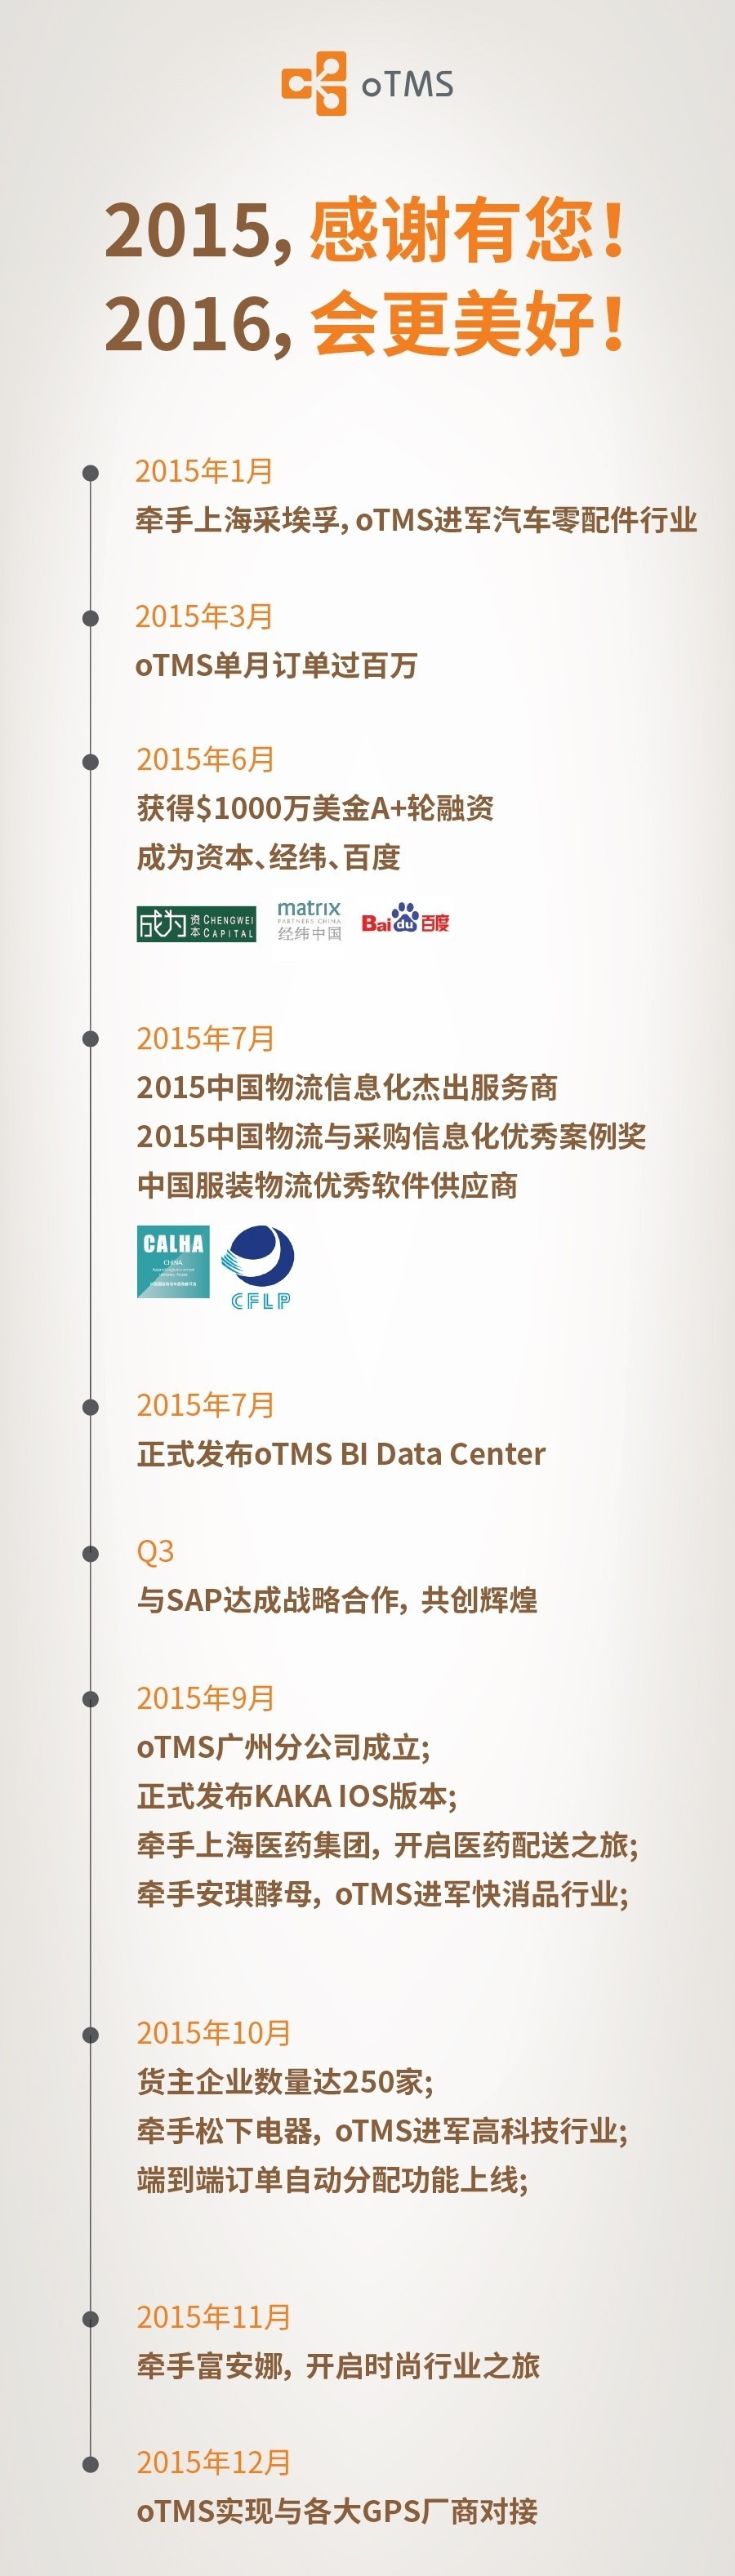 oTMS
2015, 感谢有您！
2016, 会更美好！
2015年1月
牵手上海采埃孚, oTMS进军汽车零配件行业
2015年3月
oTMS单月订单过百万
2015年6月
获得$1000万美金A+轮融资
成为资本、经纬、百度
成为资本 CHENGWEI CAPITAL
matrix
PARTNERS CHINA
经纬中国
Bai du 百度
2015年7月
2015中国物流信息化杰出服务商
2015中国物流与采购信息化优秀案例奖
中国服装物流优秀软件供应商
CALHA
CHINA
CFLP
2015年7月
正式发布oTMS BI Data Center
Q3
与SAP达成战略合作, 共创辉煌
2015年9月
oTMS广州分公司成立;
正式发布KAKA IOS版本;
牵手上海医药集团, 开启医药配送之旅;
牵手安琪酵母, oTMS进军快消品行业;
2015年10月
货主企业数量达250家;
牵手松下电器, oTMS进军高科技行业;
端到端订单自动分配功能上线;
2015年11月
牵手富安娜, 开启时尚行业之旅
2015年12月
oTMS实现与各大GPS厂商对接